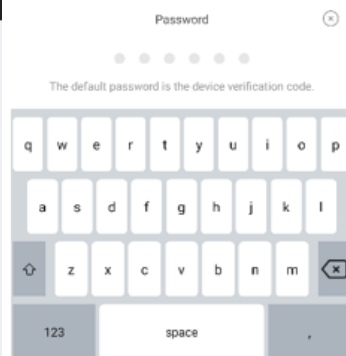 Password
The default password is the device verification code.
q w e r t y u i o p
a s d f g h j k l
z x c v b n m
123 space ,